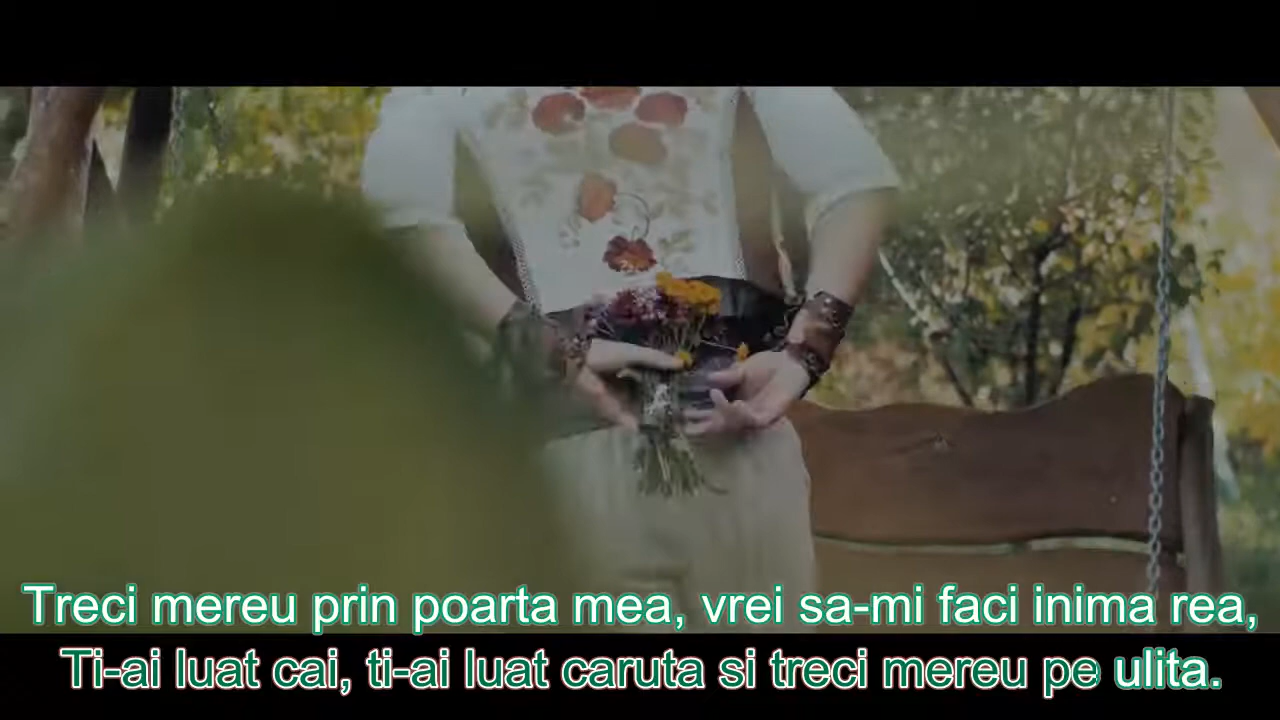 Treci mereu prin poarta mea, vrei sa-mi faci inima rea,
Ti-ai luat cai, ti-ai luat caruta si treci mereu pe ulita.